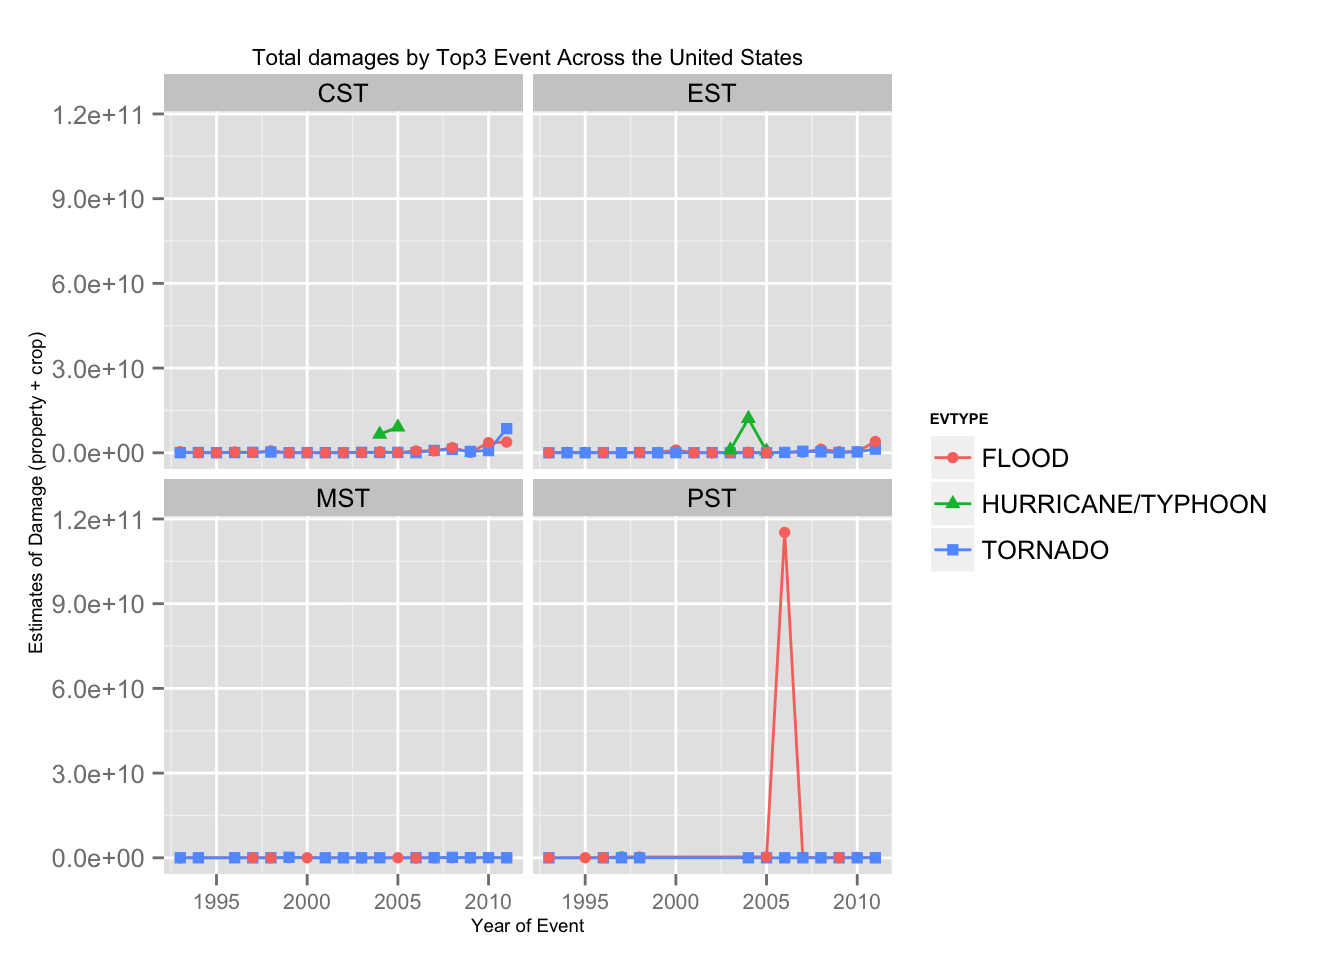 Total damages by Top3 Event Across the United States
CST
EST
1.2e+11
9.0e+10
6.0e+10
3.0e+10
0.0e+00
MST
PST
1.2e+11
9.0e+10
6.0e+10
3.0e+10
0.0e+00
1995 2000 2005 2010
1995 2000 2005 2010
Year of Event
Estimates of Damage (property + crop)
EVTYPE
FLOOD
HURRICANE/TYPHOON
TORNADO